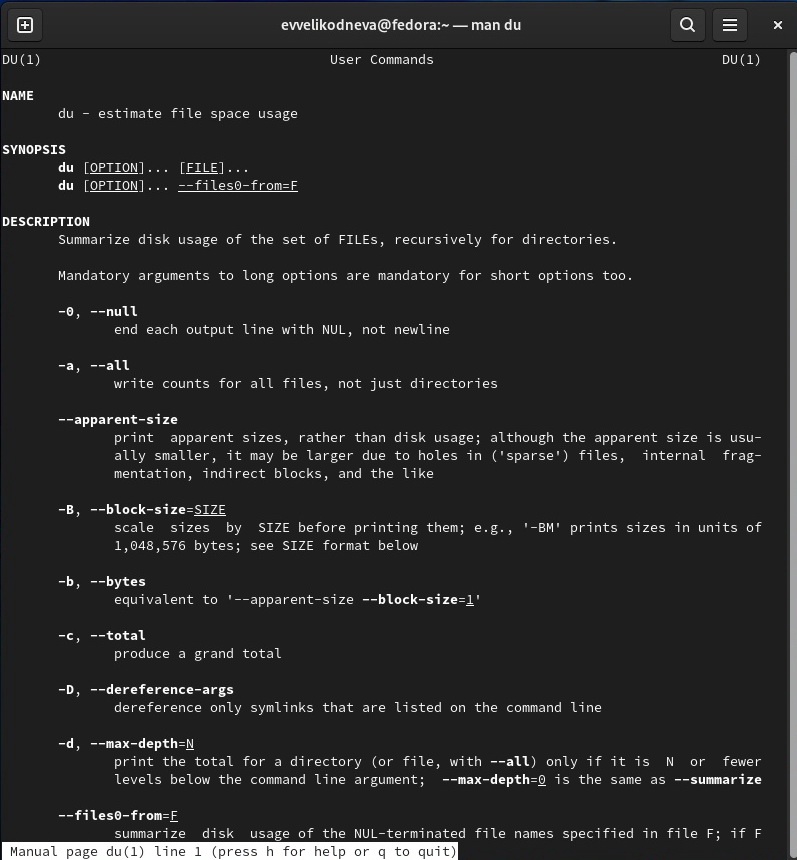 evvelikodneva@fedora:~ — man du
DU(1) User Commands DU(1)
NAME
du - estimate file space usage
SYNOPSIS
du [OPTION]... [FILE]...
du [OPTION]... --files0-from=F
DESCRIPTION
Summarize disk usage of the set of FILEs, recursively for directories.
Mandatory arguments to long options are mandatory for short options too.
-0, --null
end each output line with NUL, not newline
-a, --all
write counts for all files, not just directories
--apparent-size
print apparent sizes, rather than disk usage; although the apparent size is usu-
ally smaller, it may be larger due to holes in ('sparse') files, internal frag-
mentation, indirect blocks, and the like
-B, --block-size=SIZE
scale sizes by SIZE before printing them; e.g., '-BM' prints sizes in units of
1,048,576 bytes; see SIZE format below
-b, --bytes
equivalent to '--apparent-size --block-size=1'
-c, --total
produce a grand total
-D, --dereference-args
dereference only symlinks that are listed on the command line
-d, --max-depth=N
print the total for a directory (or file, with --all) only if it is N or fewer
levels below the command line argument; --max-depth=0 is the same as --summarize
--files0-from=F
summarize disk usage of the NUL-terminated file names specified in file F; if F
Manual page du(1) line 1 (press h for help or q to quit)